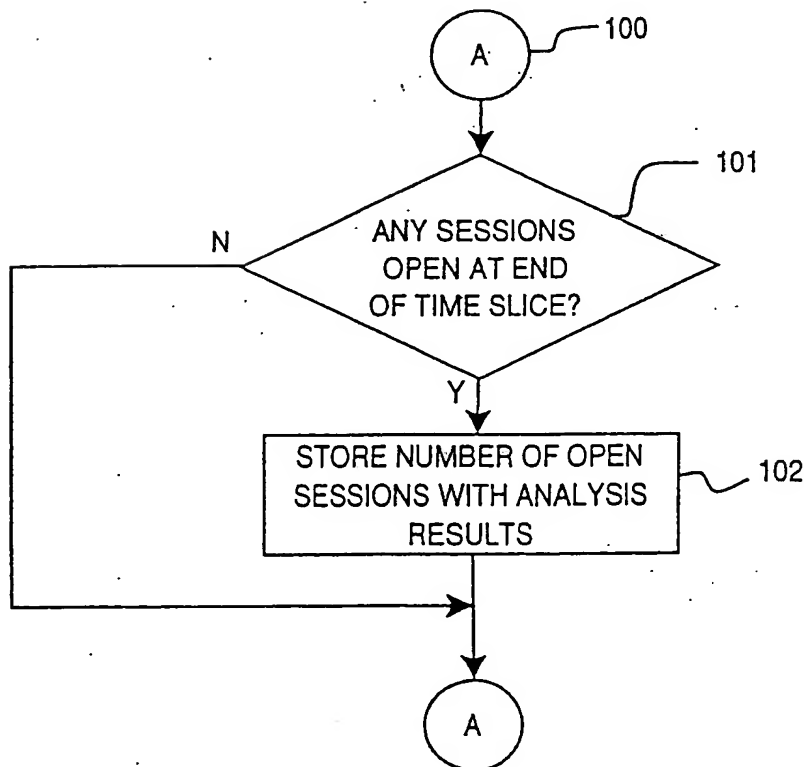 A
100
101
ANY SESSIONS
OPEN AT END
OF TIME SLICE?
N
Y
STORE NUMBER OF OPEN
SESSIONS WITH ANALYSIS
RESULTS
102
A